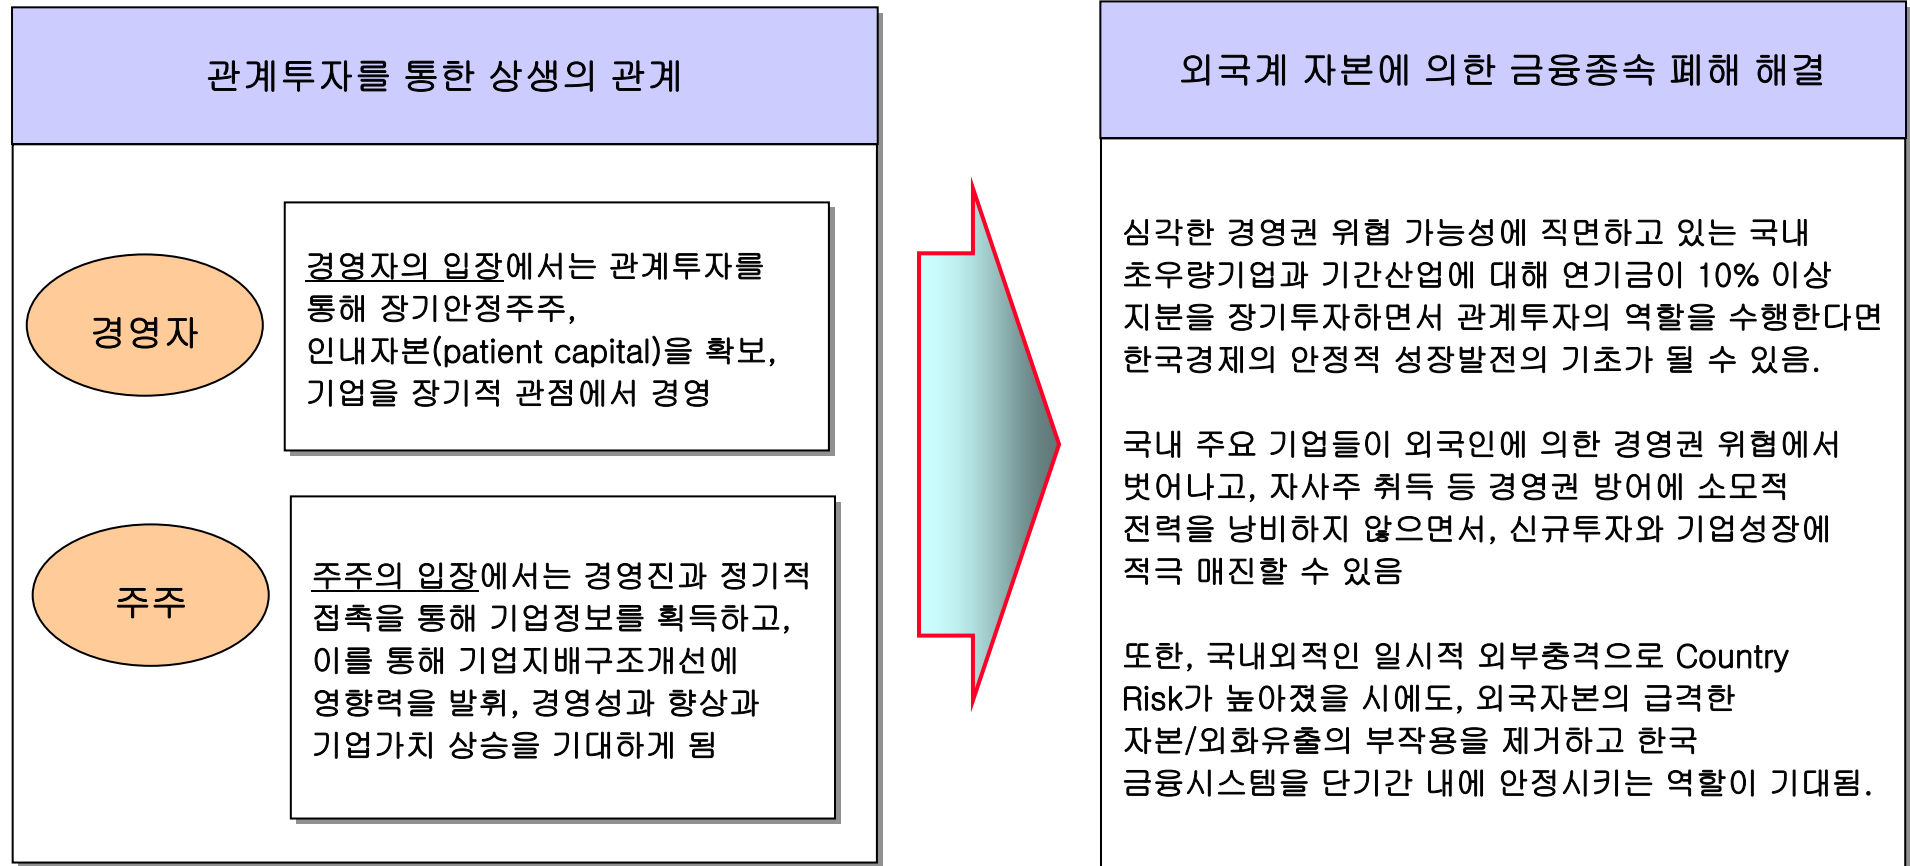 관계투자를 통한 상생의 관계
경영자
경영자의 입장에서는 관계투자를
통해 장기안정주주,
인내자본(patient capital)을 확보,
기업을 장기적 관점에서 경영
주주
주주의 입장에서는 경영진과 정기적
접촉을 통해 기업정보를 획득하고,
이를 통해 기업지배구조개선에
영향력을 발휘, 경영성과 향상과
기업가치 상승을 기대하게 됨
외국계 자본에 의한 금융종속 폐해 해결
심각한 경영권 위협 가능성에 직면하고 있는 국내
초우량기업과 기간산업에 대해 연기금이 10% 이상
지분을 장기투자하면서 관계투자의 역할을 수행한다면
한국경제의 안정적 성장발전의 기초가 될 수 있음.
국내 주요 기업들이 외국인에 의한 경영권 위협에서
벗어나고, 자사주 취득 등 경영권 방어에 소모적
전력을 낭비하지 않으면서, 신규투자와 기업성장에
적극 매진할 수 있음
또한, 국내외적인 일시적 외부충격으로 Country
Risk가 높아졌을 시에도, 외국자본의 급격한
자본/외화유출의 부작용을 제거하고 한국
금융시스템을 단기간 내에 안정시키는 역할이 기대됨.